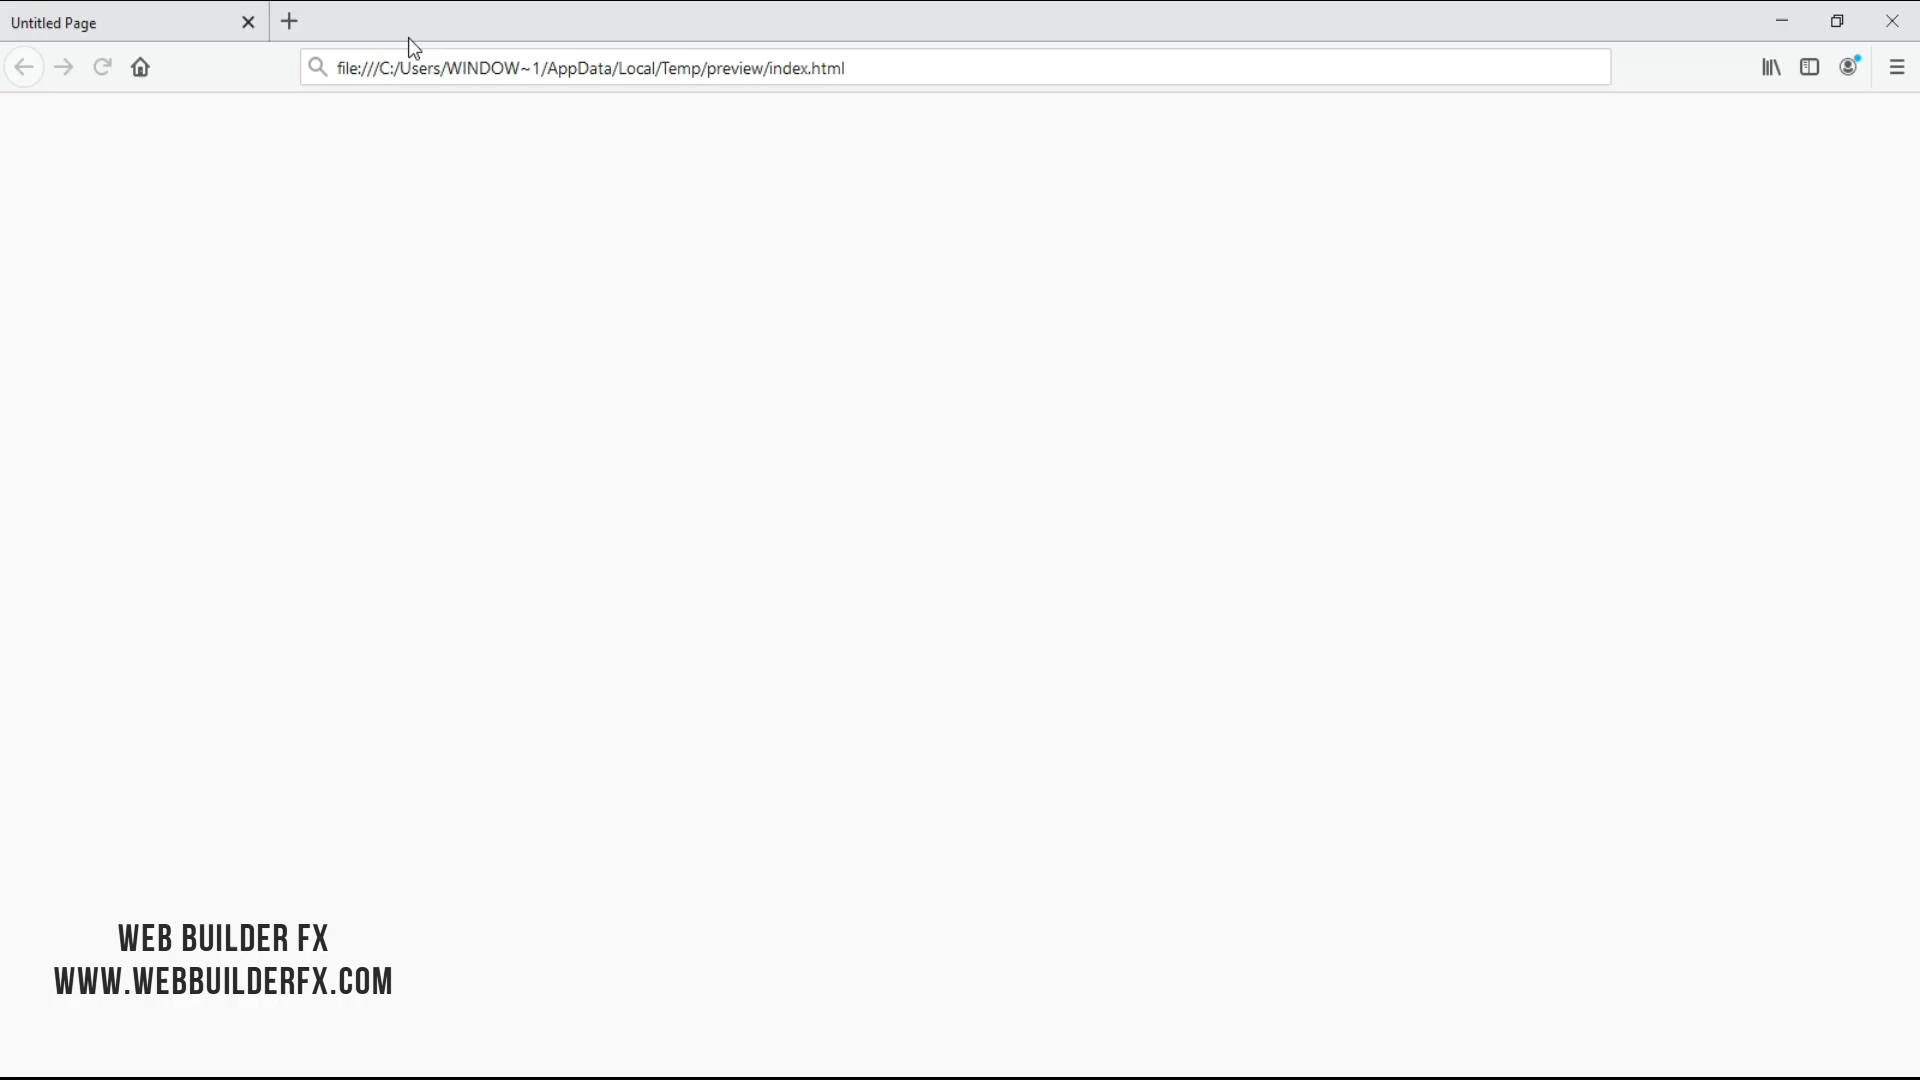 Untitled Page
file:///C:/Users/WINDOW~1/AppData/Local/Temp/preview/index.html
WEB BUILDER FX
WWW.WEBBUILDERFX.COM